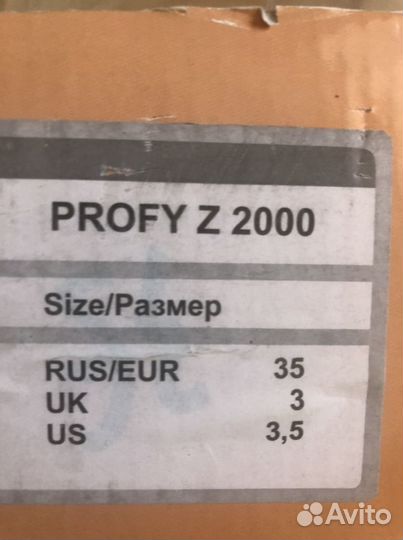 PROFY Z 2000
Size/Размер
RUS/EUR 35
UK 3
US 3,5
Avito